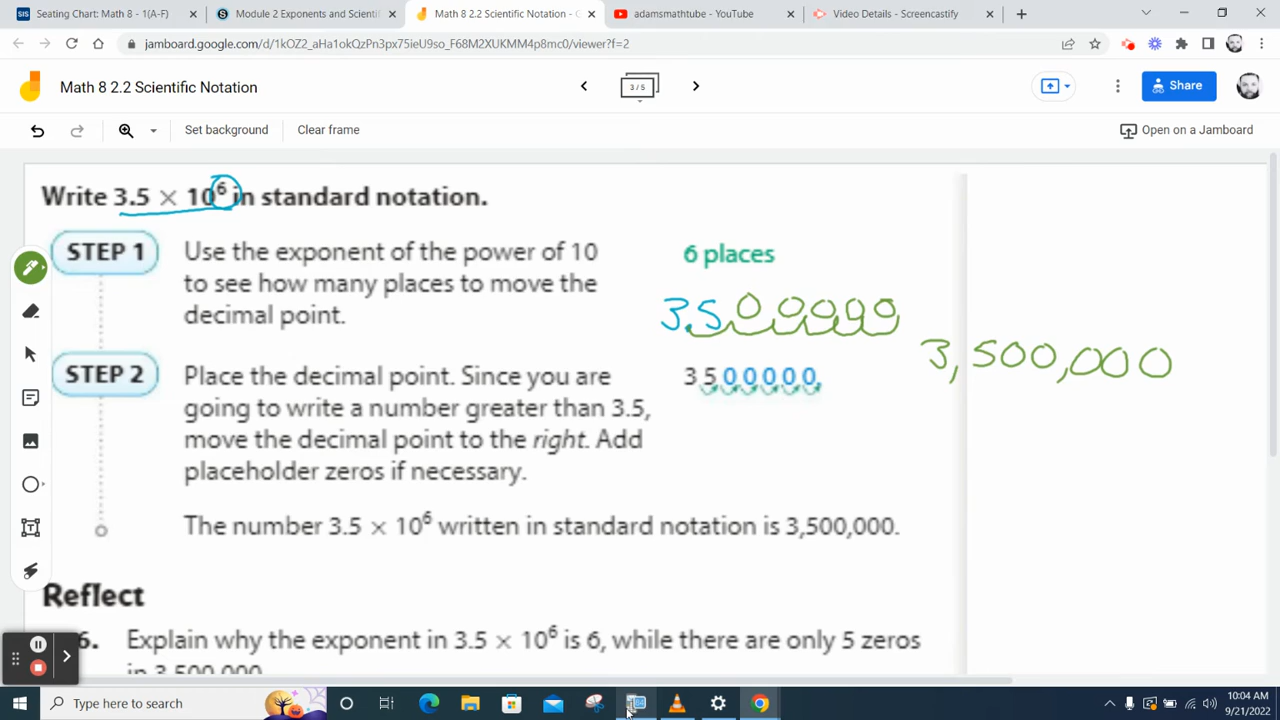 Seating Chart: Math 8 - 1(A-F)
Module 2 Exponents and Scientif
Math 8 2.2 Scientific Notation - G
adamsmathtube - YouTube
Video Details - Screencastify
jamboard.google.com/d/1kOZ2_aHa1okQzPn3px75ieU9so_F68M2XUKMM4p8mc0/viewer?f=2
Math 8 2.2 Scientific Notation
3 / 5
Share
Set background
Clear frame
Open on a Jamboard
Write 3.5 × 10⁶ in standard notation.
STEP 1
Use the exponent of the power of 10
to see how many places to move the
decimal point.
6 places
3.500000
3,500,000
STEP 2
Place the decimal point. Since you are
going to write a number greater than 3.5,
move the decimal point to the right. Add
placeholder zeros if necessary.
3 5 0 0 0 0 0.
The number 3.5 × 10⁶ written in standard notation is 3,500,000.
Reflect
6. Explain why the exponent in 3.5 × 10⁶ is 6, while there are only 5 zeros
in 3,500,000.
Type here to search
10:04 AM
9/21/2022